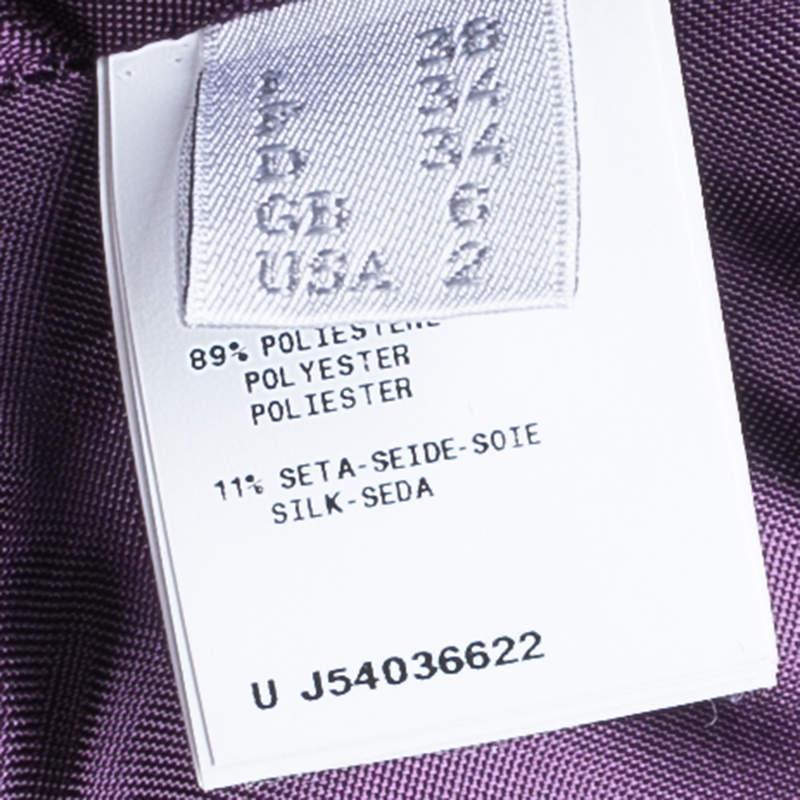 38
F 34
D 34
GB 6
USA 2
89% POLIESTERE
POLYESTER
POLIESTER
11% SETA-SEIDE-SOIE
SILK-SEDA
U J54036622